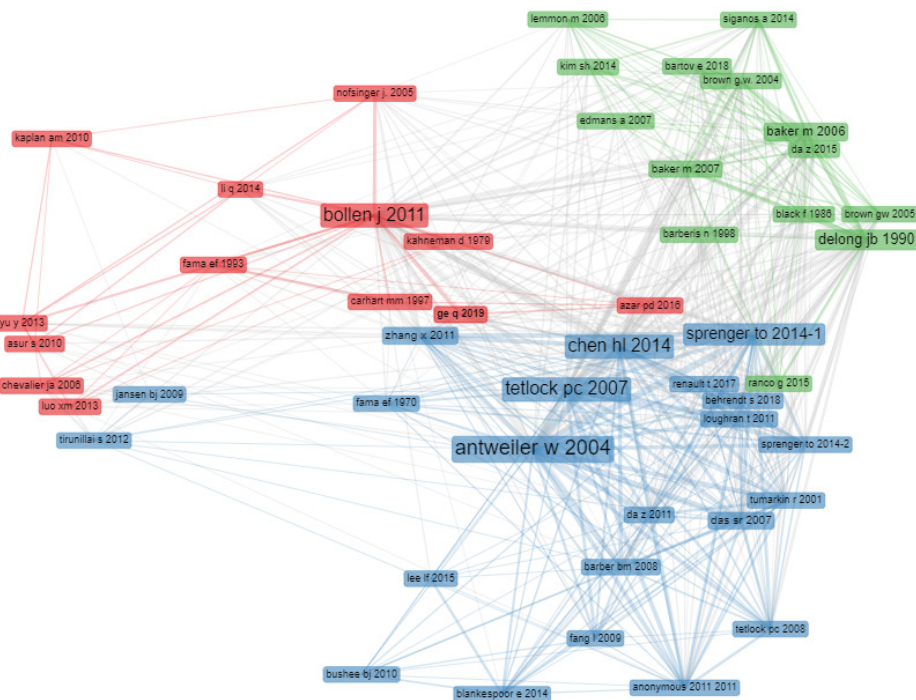 lemmon m 2006
siganos a 2014
kim sh 2014
bartov e 2018
brown g.w. 2004
nofsinger j. 2005
edmans a 2007
baker m 2006
kaplan am 2010
da z 2015
baker m 2007
li q 2014
bollen j 2011
black f 1986
brown gw 2005
kahneman d 1979
barberis n 1998
delong jb 1990
fama ef 1993
carhart mm 1997
azar pd 2016
ge q 2019
yu y 2013
zhang x 2011
sprenger to 2014-1
asur s 2010
chen hl 2014
chevalier ja 2006
jansen bj 2009
tetlock pc 2007
renault t 2017
ranco g 2015
luo xm 2013
fama ef 1970
behrendt s 2018
loughran t 2011
tirunillai s 2012
antweiler w 2004
sprenger to 2014-2
tumarkin r 2001
da z 2011
das sr 2007
lee lf 2015
barber bm 2008
fang l 2009
tetlock pc 2008
bushee bj 2010
blankespoor e 2014
anonymous 2011 2011